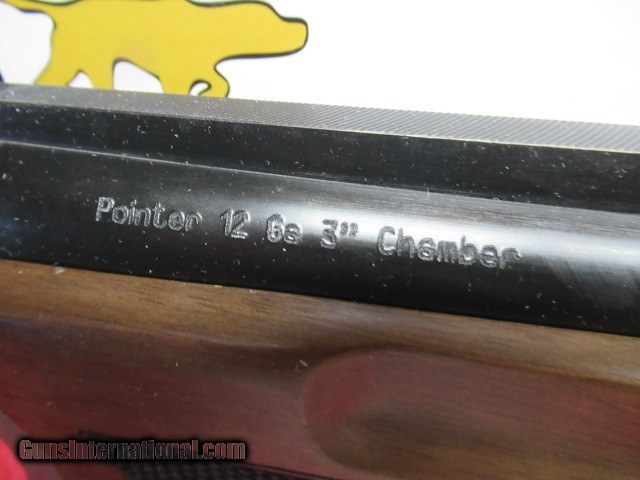 Pointer 12 Ga 3" Chamber
GunsInternational.com